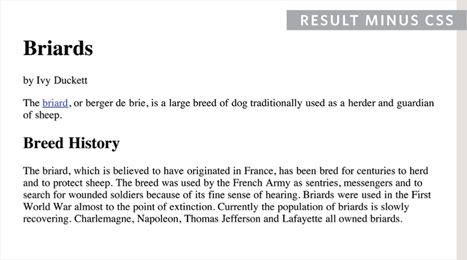 RESULT MINUS CSS
Briards
by Ivy Duckett
The briard, or berger de brie, is a large breed of dog traditionally used as a herder and guardian
of sheep.
Breed History
The briard, which is believed to have originated in France, has been bred for centuries to herd
and to protect sheep. The breed was used by the French Army as sentries, messengers and to
search for wounded soldiers because of its fine sense of hearing. Briards were used in the First
World War almost to the point of extinction. Currently the population of briards is slowly
recovering. Charlemagne, Napoleon, Thomas Jefferson and Lafayette all owned briards.